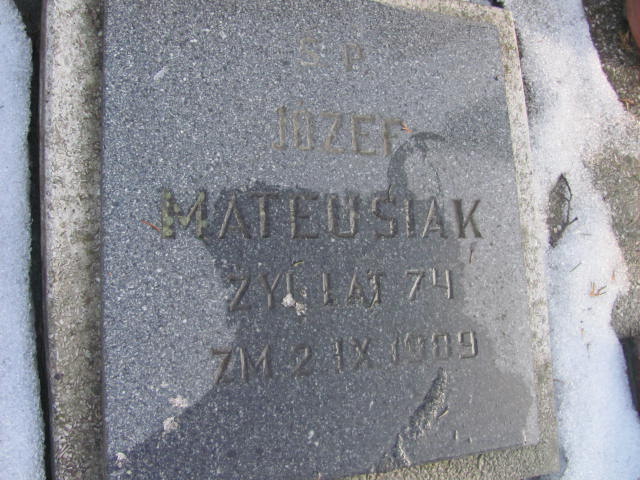 Ś P.
JÓZEF
MATEUSIAK
ŻYŁ LAT 74
ZM 2 IX 1989